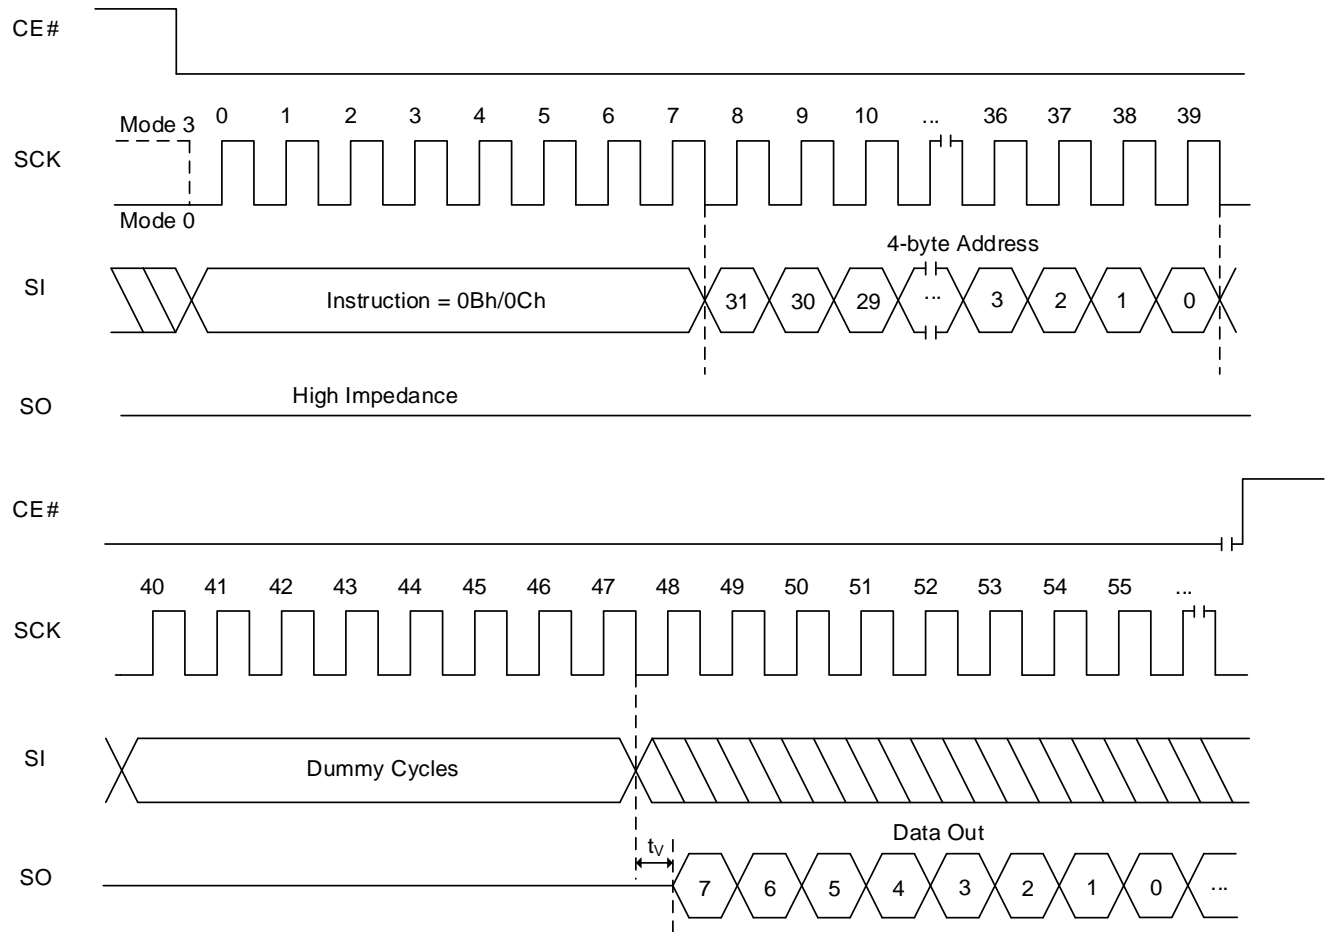 CE#
0 1 2 3 4 5 6 7 8 9 10 ... 36 37 38 39
Mode 3
SCK
Mode 0
4-byte Address
SI
Instruction = 0Bh/0Ch 31 30 29 ... 3 2 1 0
High Impedance
SO
CE#
40 41 42 43 44 45 46 47 48 49 50 51 52 53 54 55 ...
SCK
SI
Dummy Cycles
Data Out
tV
SO
7 6 5 4 3 2 1 0 ...